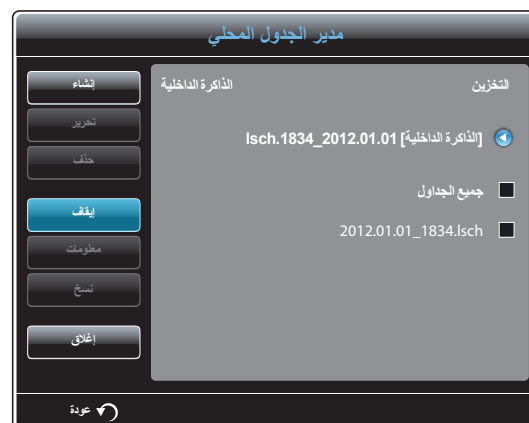 مدير الجدول المحلي
التخزين
الذاكرة الداخلية
[الذاكرة الداخلية] lsch.1834_2012.01.01
جميع الجداول
2012.01.01_1834.lsch
إنشاء
تحرير
حذف
إيقاف
معلومات
نسخ
إغلاق
عودة